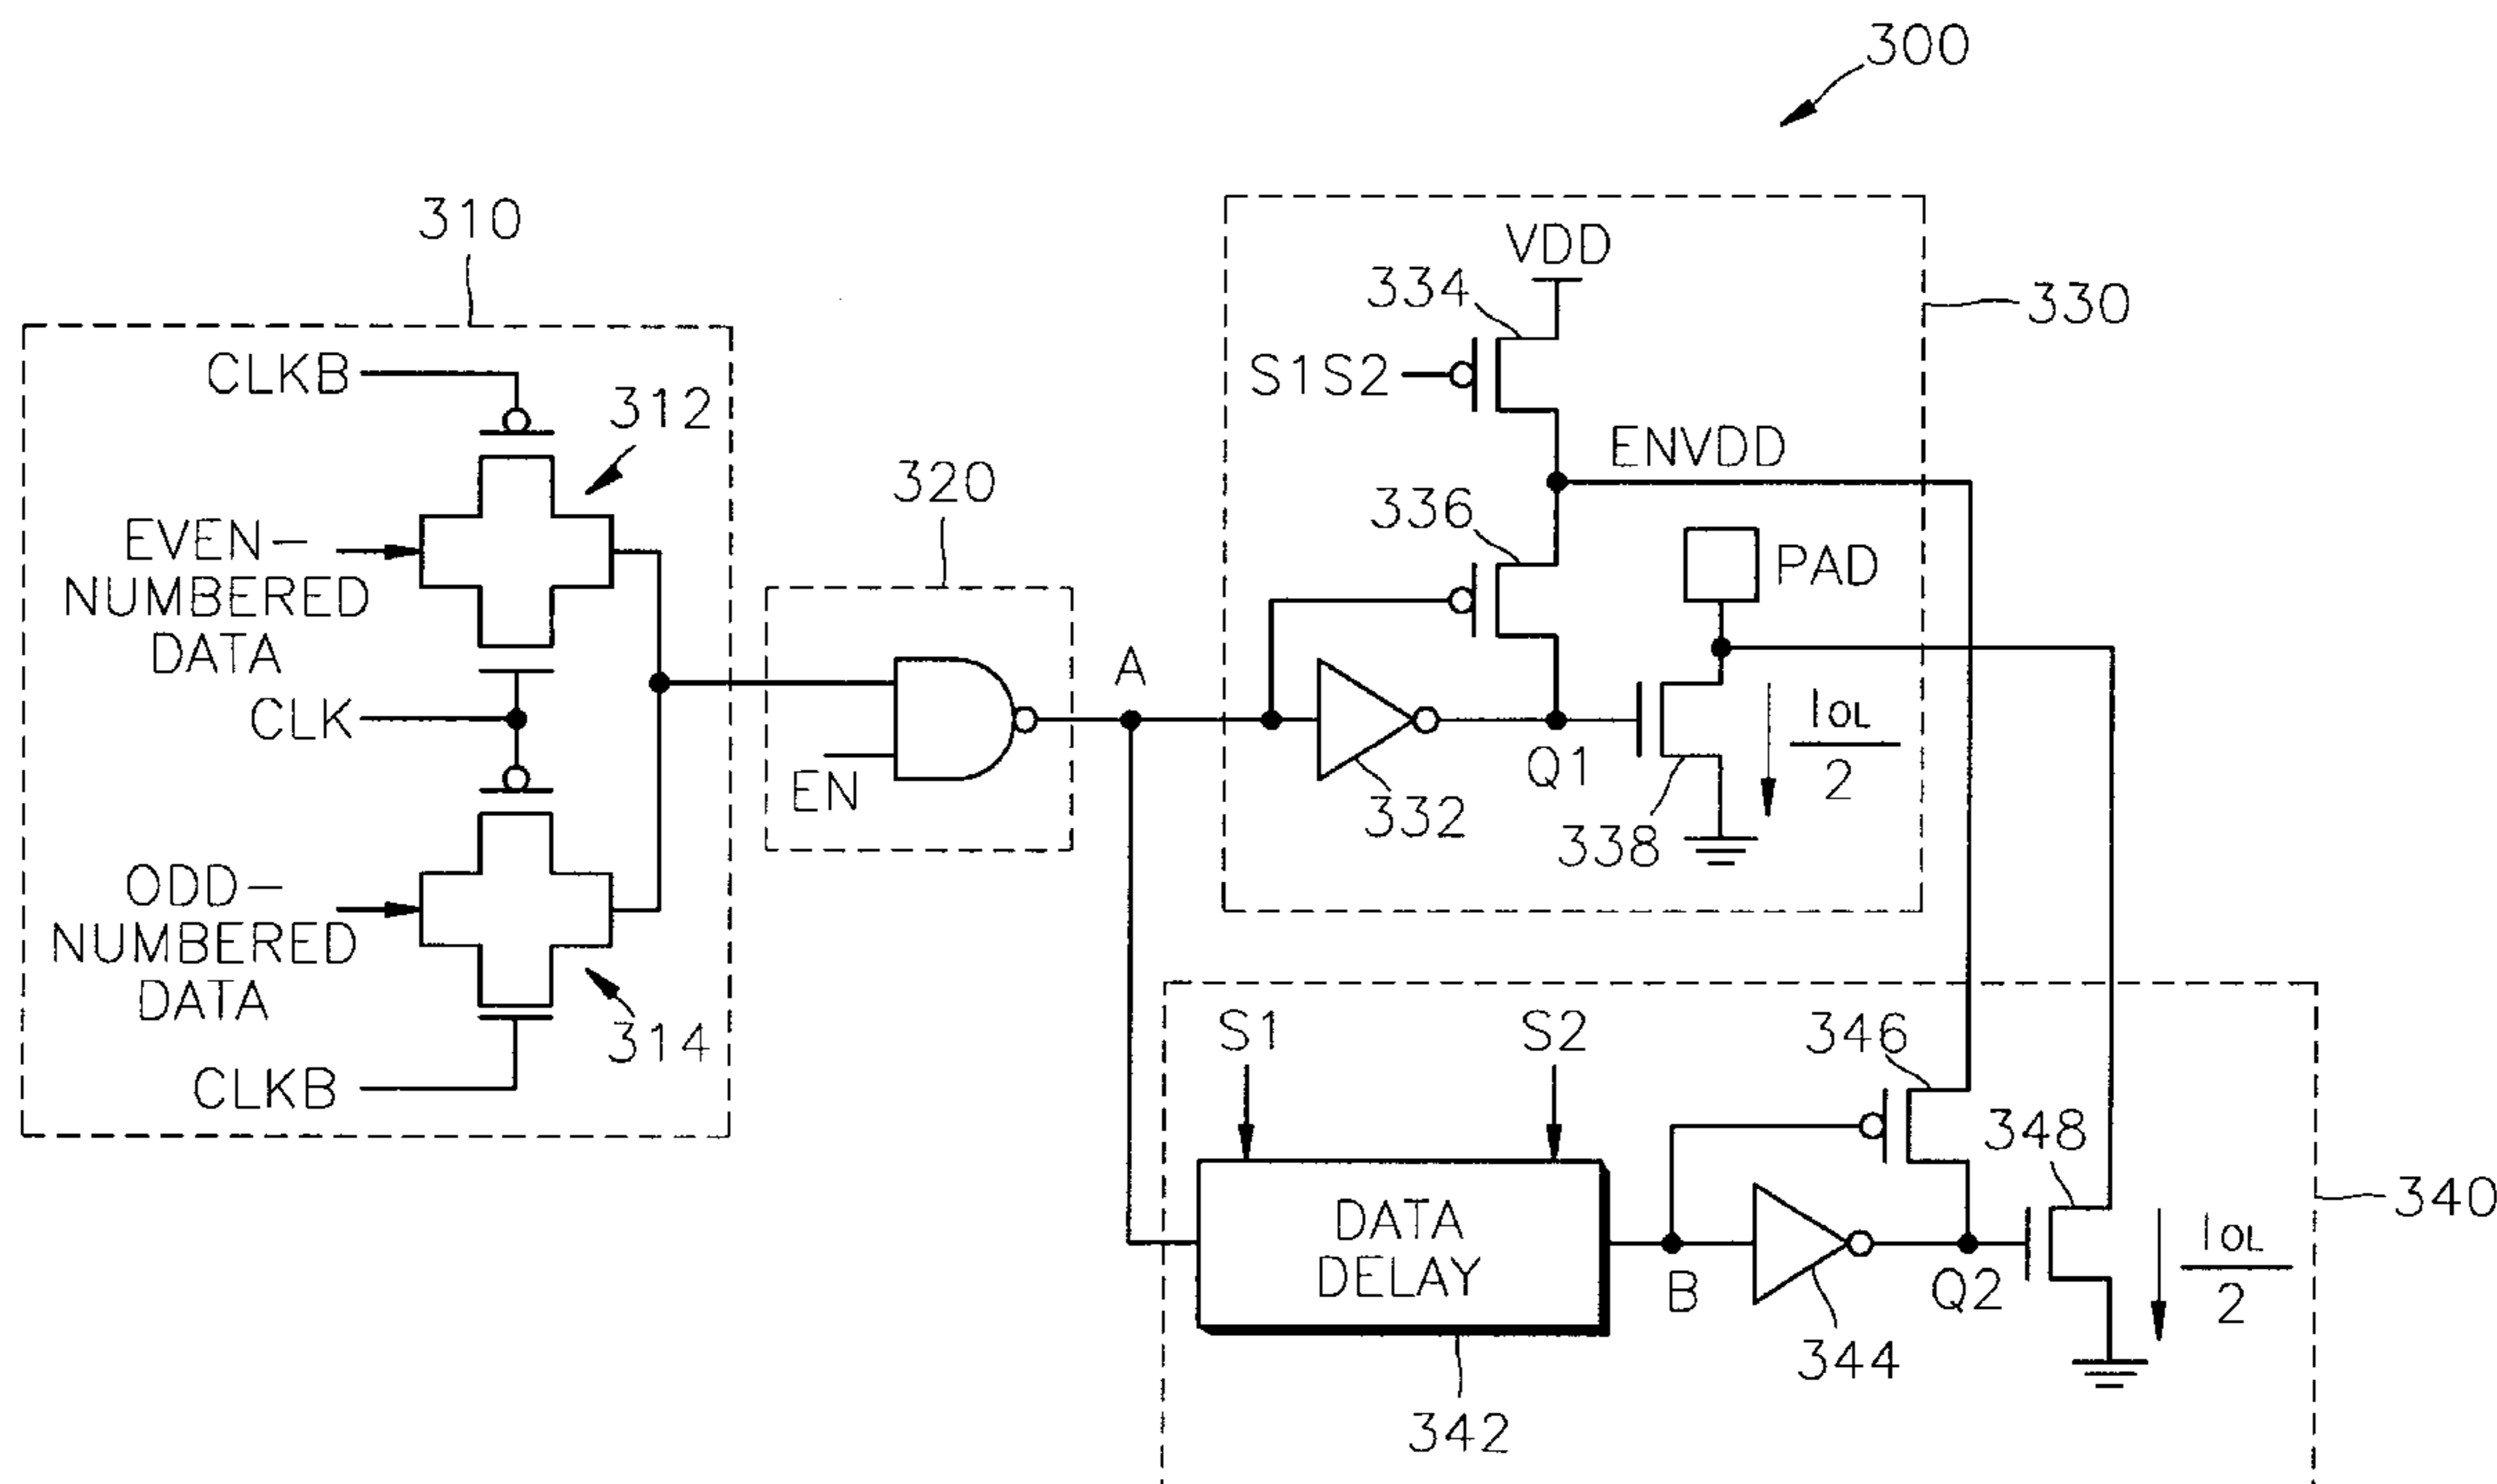 300
310
CLKB
312
EVEN-
NUMBERED
DATA
CLK
ODD-
NUMBERED
DATA
314
CLKB
320
EN
A
330
VDD
334
S1S2
ENVDD
336
PAD
332
Q1
338
IOL
2
340
S1
S2
DATA
DELAY
342
B
344
346
Q2
348
IOL
2